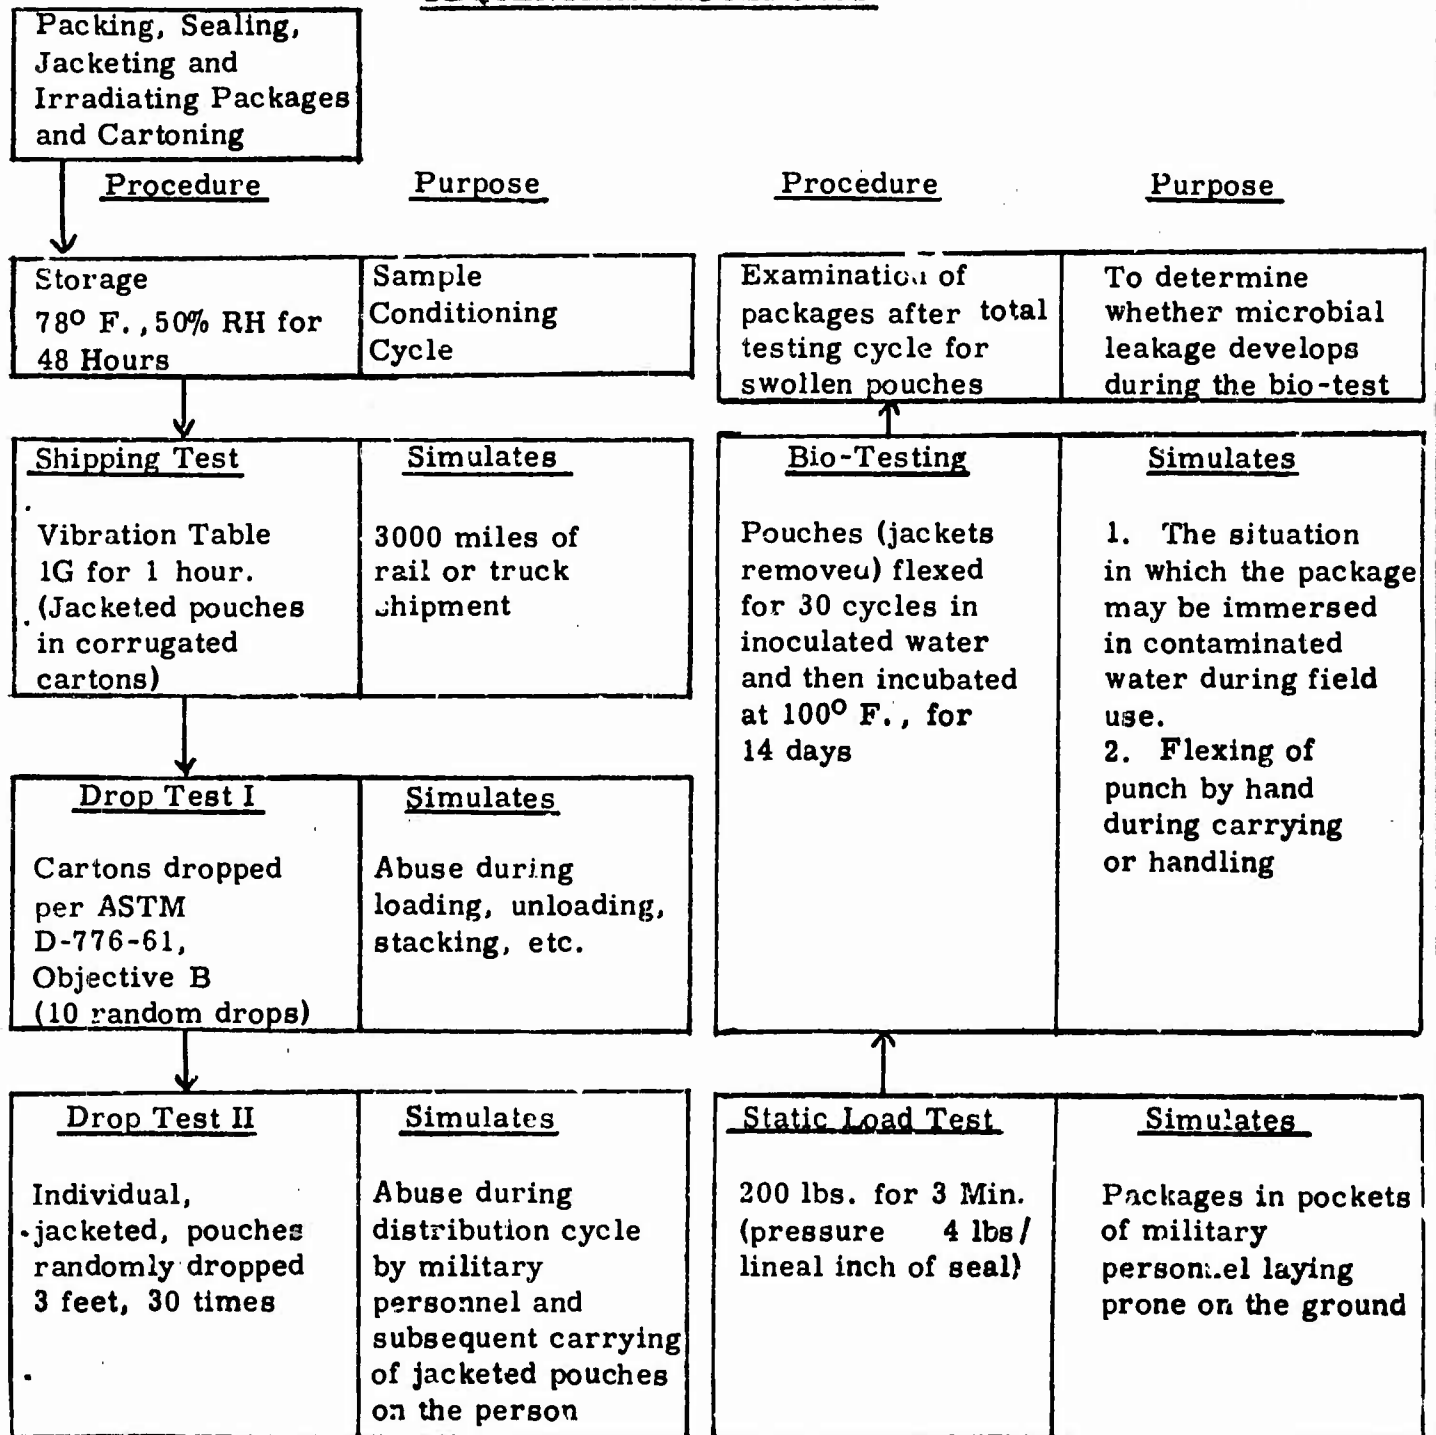 Packing, Sealing,
Jacketing and
Irradiating Packages
and Cartoning
Procedure
Purpose
Storage
78º F.,50% RH for
48 Hours
Sample
Conditioning
Cycle
Shipping Test
Vibration Table
1G for 1 hour.
(Jacketed pouches
in corrugated
cartons)
Simulates
3000 miles of
rail or truck
shipment
Drop Test I
Cartons dropped
per ASTM
D-776-61,
Objective B
(10 random drops)
Simulates
Abuse during
loading, unloading,
stacking, etc.
Drop Test II
Individual,
jacketed, pouches
randomly dropped
3 feet, 30 times
Simulates
Abuse during
distribution cycle
by military
personnel and
subsequent carrying
of jacketed pouches
on the person
Procedure
Purpose
Examination of
packages after total
testing cycle for
swollen pouches
To determine
whether microbial
leakage develops
during the bio-test
Bio-Testing
Pouches (jackets
removed) flexed
for 30 cycles in
inoculated water
and then incubated
at 100º F., for
14 days
Simulates
1. The situation
in which the package
may be immersed
in contaminated
water during field
use.
2. Flexing of
punch by hand
during carrying
or handling
Static Load Test
200 lbs. for 3 Min.
(pressure 4 lbs/
lineal inch of seal)
Simulates
Packages in pockets
of military
personnel laying
prone on the ground